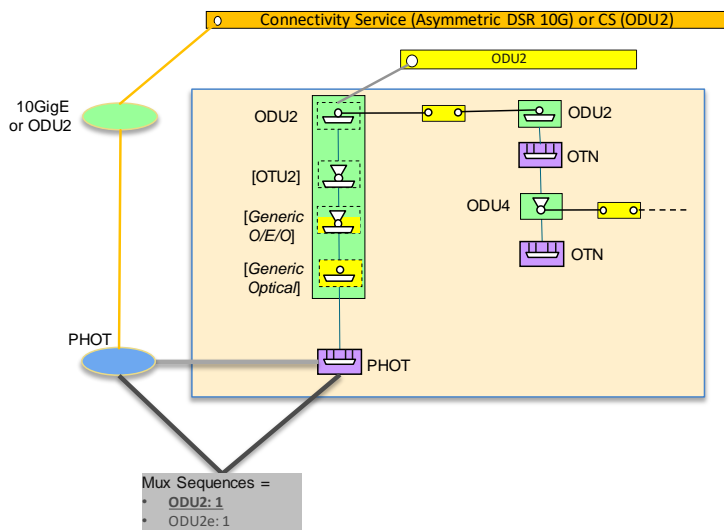 Connectivity Service (Asymmetric DSR 10G) or CS (ODU2)
ODU2
10GigE
or ODU2
ODU2
ODU2
OTN
[OTU2]
[Generic
O/E/O]
ODU4
OTN
[Generic
Optical]
PHOT
PHOT
Mux Sequences =
• ODU2: 1
• ODU2e: 1